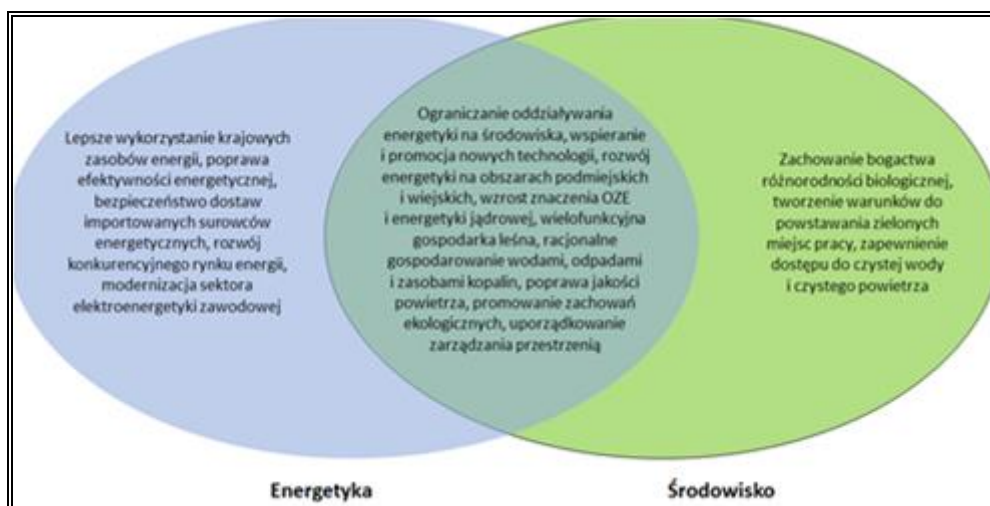 Lepsze wykorzystanie krajowych
zasobów energii, poprawa
efektywności energetycznej,
bezpieczeństwo dostaw
importowanych surowców
energetycznych, rozwój
konkurencyjnego rynku energii,
modernizacja sektora
elektroenergetyki zawodowej
Ograniczanie oddziaływania
energetyki na środowiska, wspieranie
i promocja nowych technologii, rozwój
energetyki na obszarach podmiejskich
i wiejskich, wzrost znaczenia OZE
i energetyki jądrowej, wielofunkcyjna
gospodarka leśna, racjonalne
gospodarowanie wodami, odpadami
i zasobami kopalin, poprawa jakości
powietrza, promowanie zachowań
ekologicznych, uporządkowanie
zarządzania przestrzenią
Zachowanie bogactwa
różnorodności biologicznej,
tworzenie warunków do
powstawania zielonych
miejsc pracy, zapewnienie
dostępu do czystej wody
i czystego powietrza
Energetyka
Środowisko